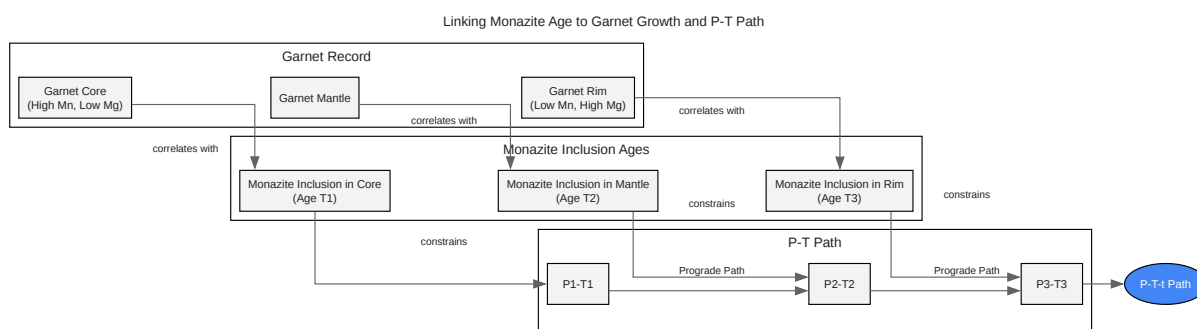 Linking Monazite Age to Garnet Growth and P-T Path
Garnet Record
Garnet Core
(High Mn, Low Mg)
Garnet Mantle
Garnet Rim
(Low Mn, High Mg)
correlates with
correlates with
correlates with
Monazite Inclusion Ages
Monazite Inclusion in Core
(Age T1)
Monazite Inclusion in Mantle
(Age T2)
Monazite Inclusion in Rim
(Age T3)
constrains
constrains
constrains
P-T Path
P1-T1
Prograde Path
P2-T2
Prograde Path
P3-T3
P-T-t Path